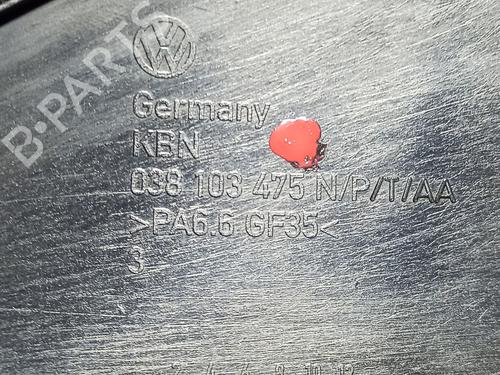 B-PARTS
Germany
KBN
038 103 475 N/P/T/AA
>PA6.6 GF35<
3